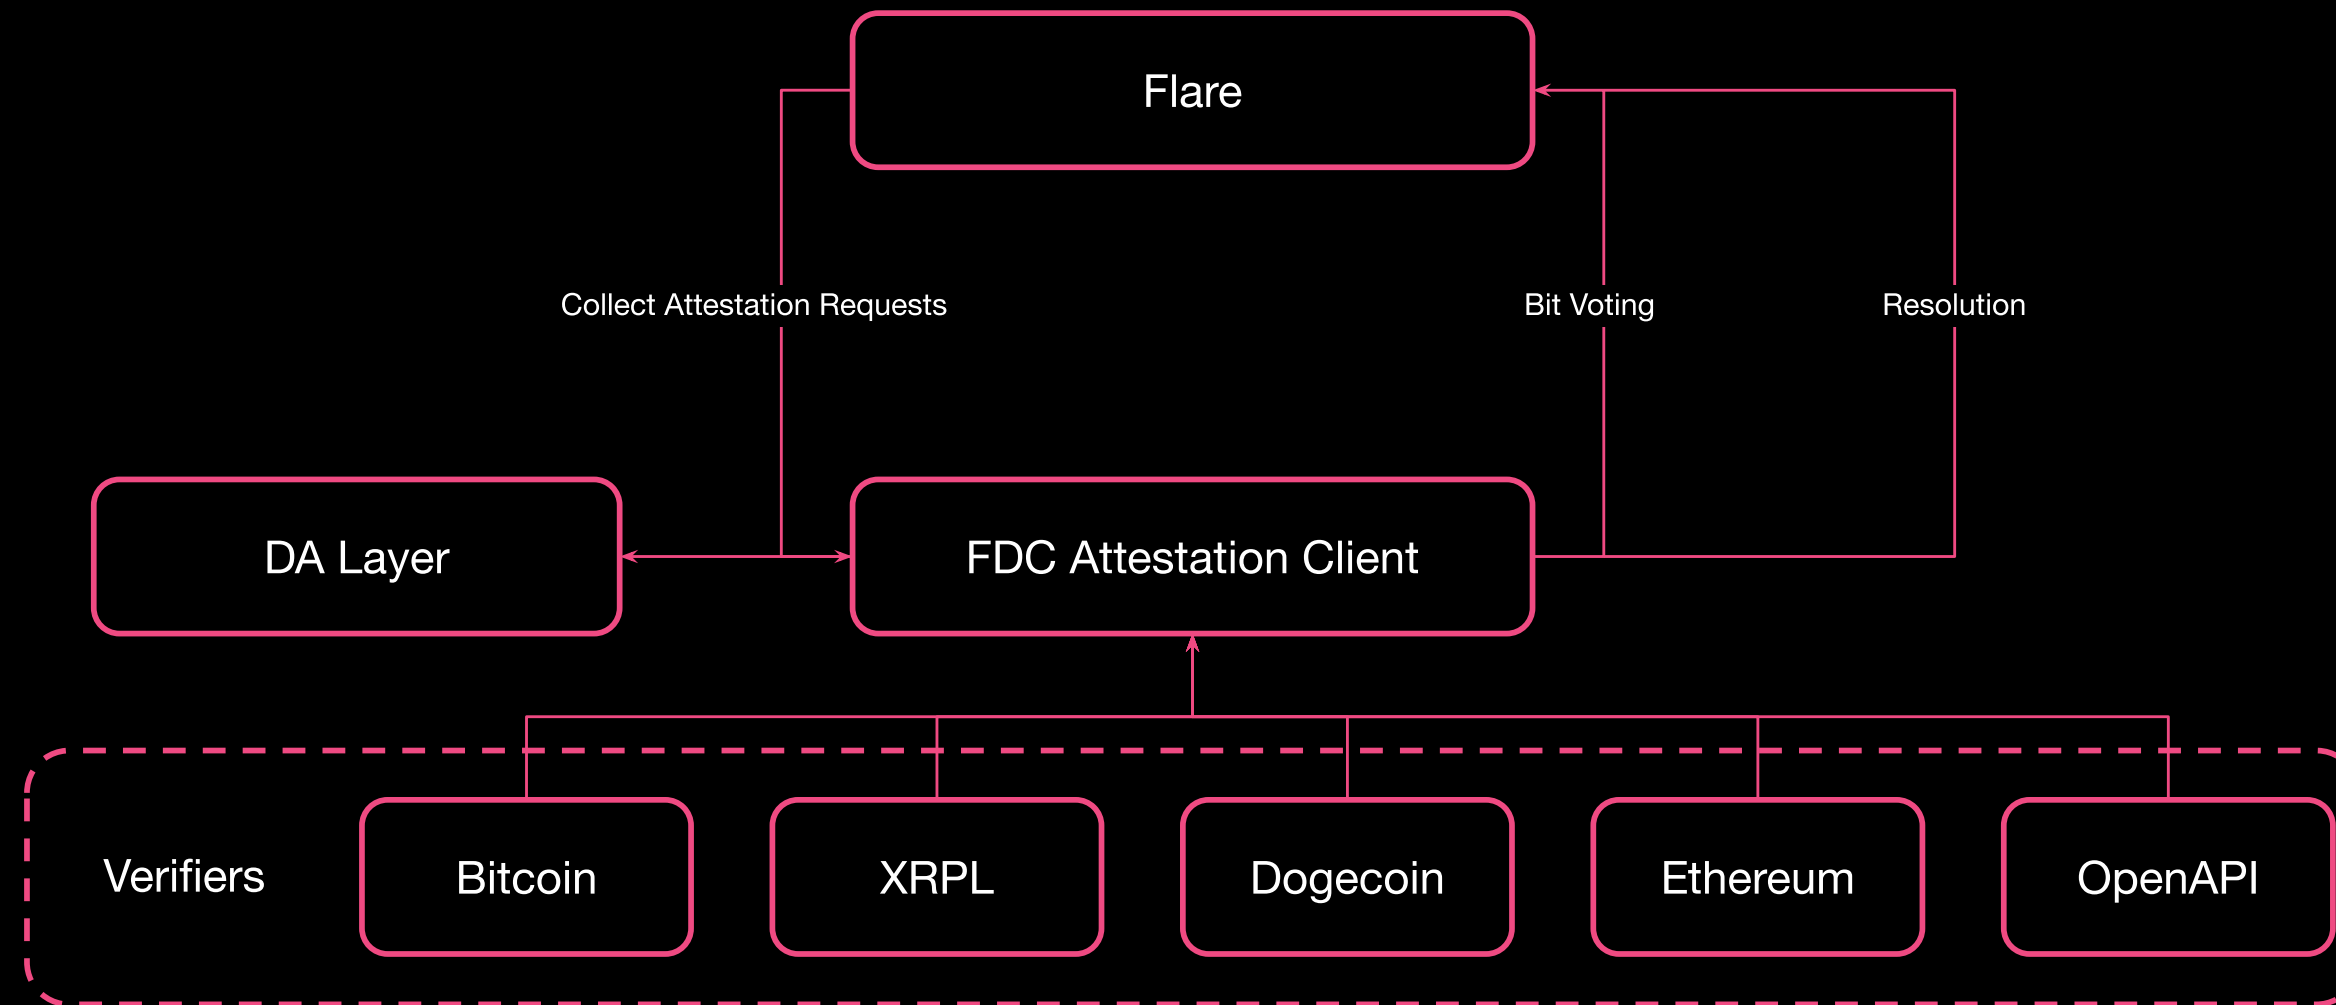 Flare
Collect Attestation Requests
Bit Voting
Resolution
DA Layer
FDC Attestation Client
Verifiers
Bitcoin
XRPL
Dogecoin
Ethereum
OpenAPI